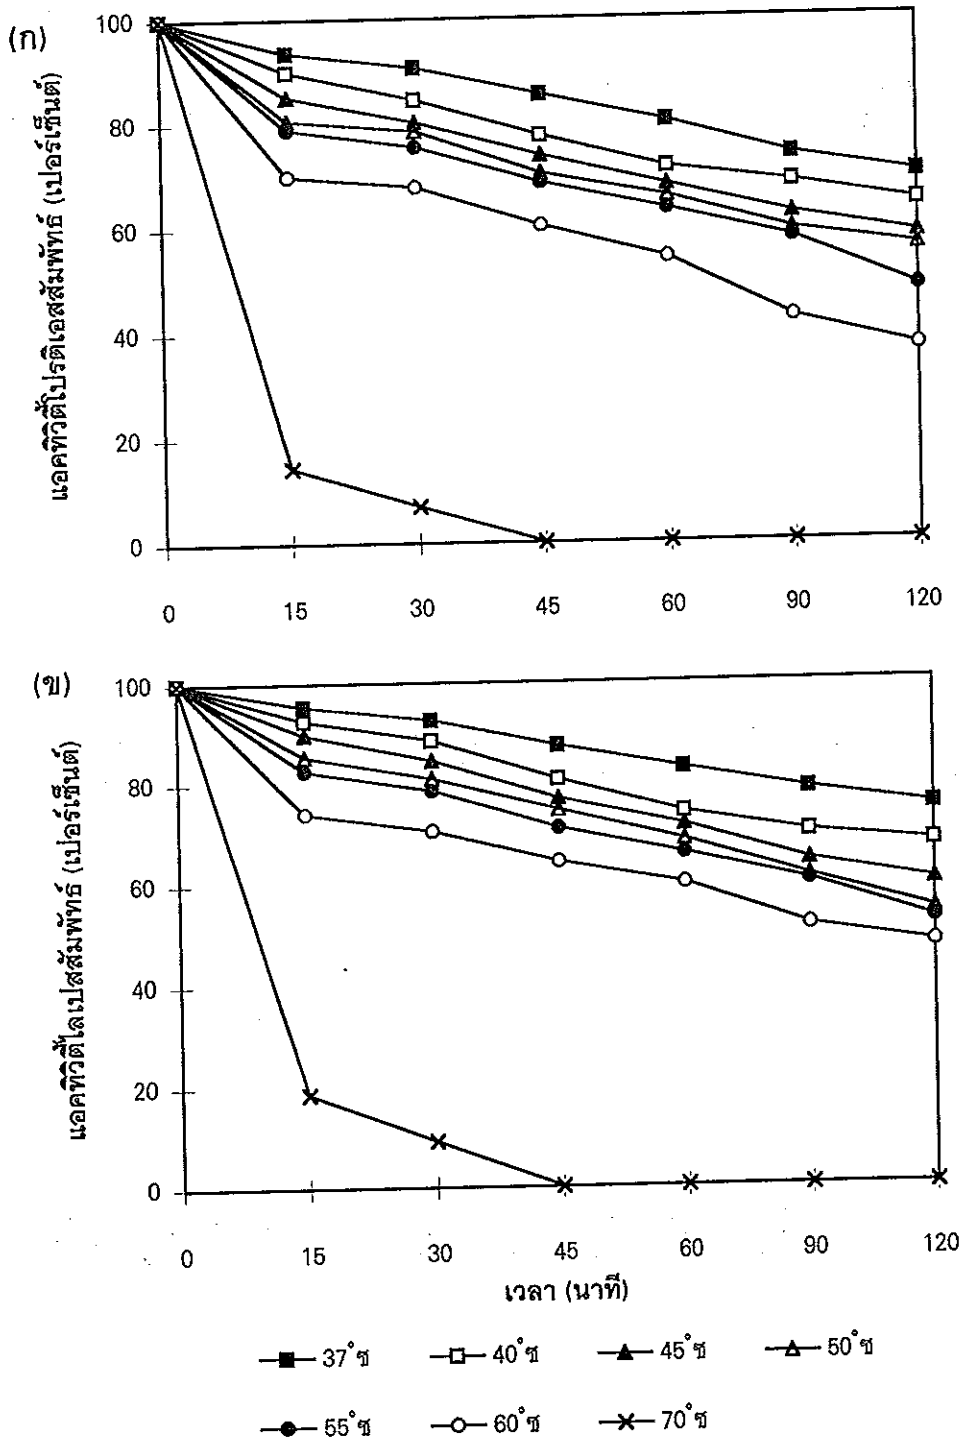 (ก)
แอคทิวิตี้โปรติเอสสัมพัทธ์ (เปอร์เซ็นต์)
100
80
60
40
20
0
0 15 30 45 60 90 120
(ข)
แอคทิวิตี้ไลเปสสัมพัทธ์ (เปอร์เซ็นต์)
100
80
60
40
20
0
0 15 30 45 60 90 120
เวลา (นาที)
37°ซ 40°ซ 45°ซ 50°ซ
55°ซ 60°ซ 70°ซ